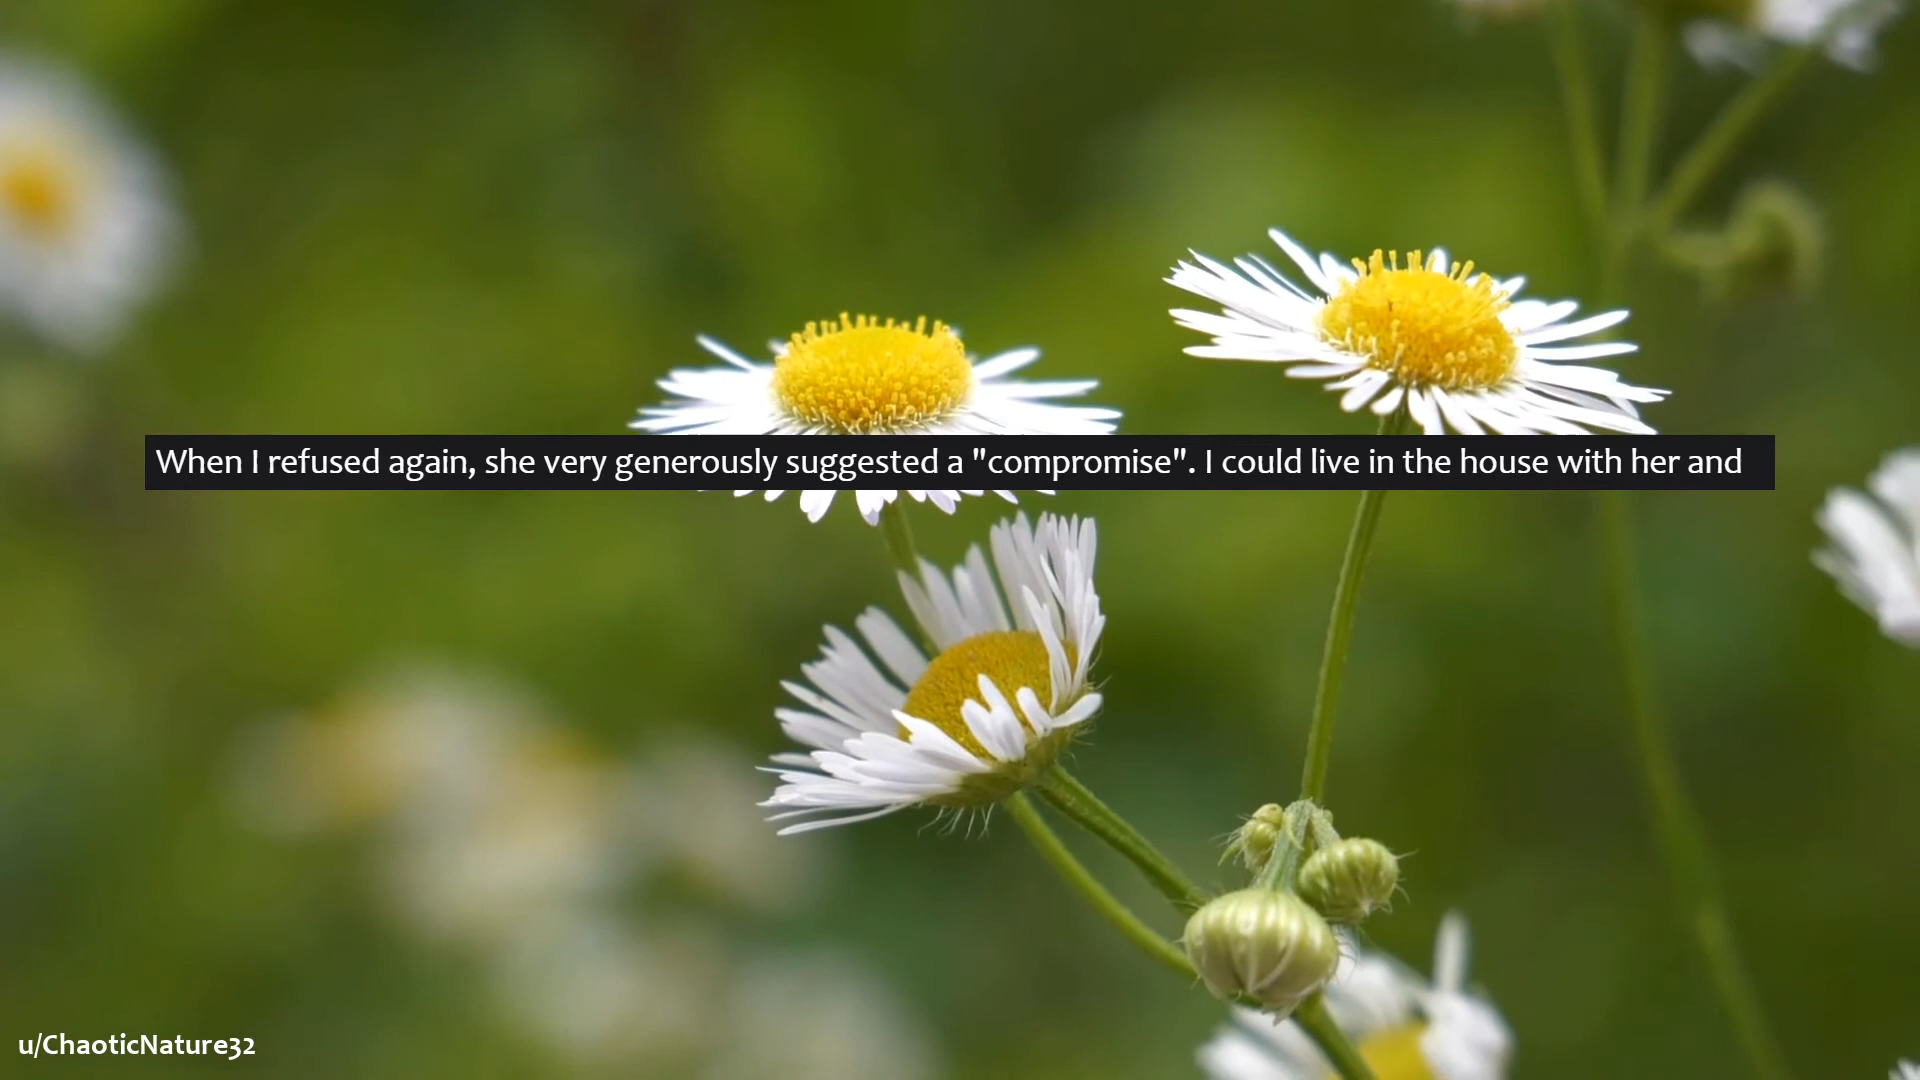 When I refused again, she very generously suggested a "compromise". I could live in the house with her and
u/ChaoticNature32